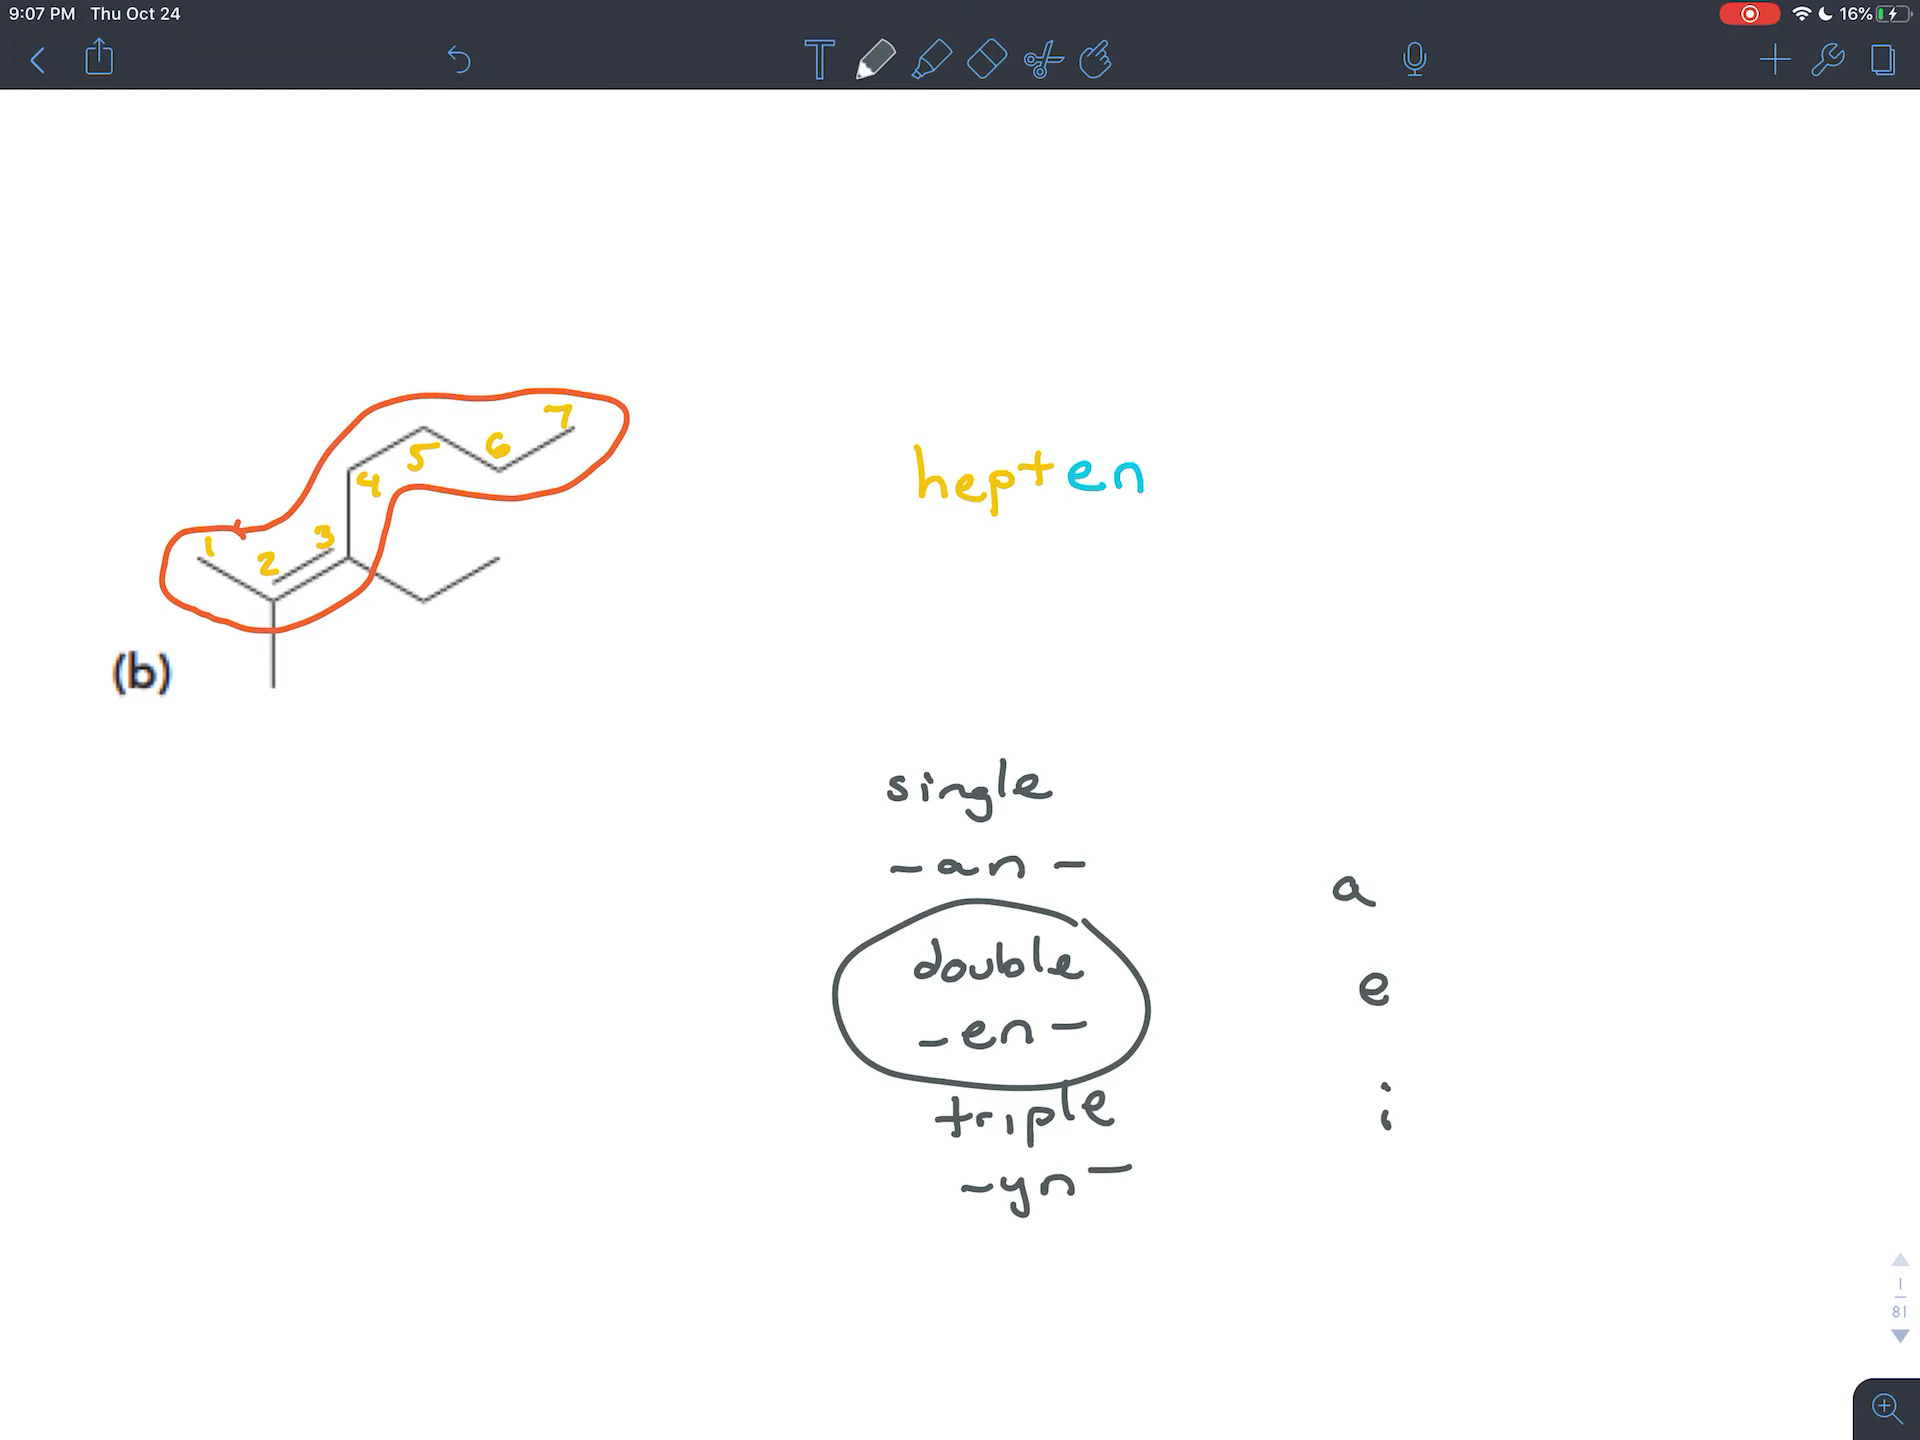 9:07 PM Thu Oct 24
16%
T
7
6
5
4
hepten
3
1
2
(b)
single
-an-
a
double
e
-en-
triple
i
-yn-
1
81